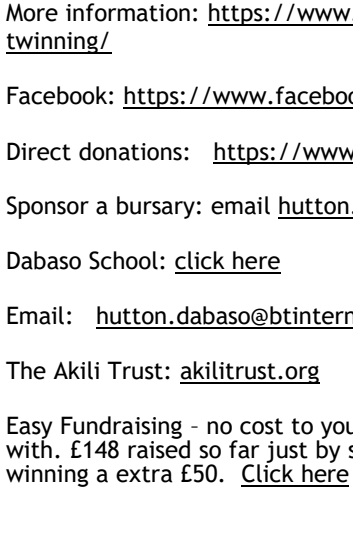 More information: https://www.
twinning/
Facebook: https://www.faceboo
Direct donations: https://www
Sponsor a bursary: email hutton.
Dabaso School: click here
Email: hutton.dabaso@btintern
The Akili Trust: akilitrust.org
Easy Fundraising – no cost to you
with. £148 raised so far just by s
winning a extra £50. Click here